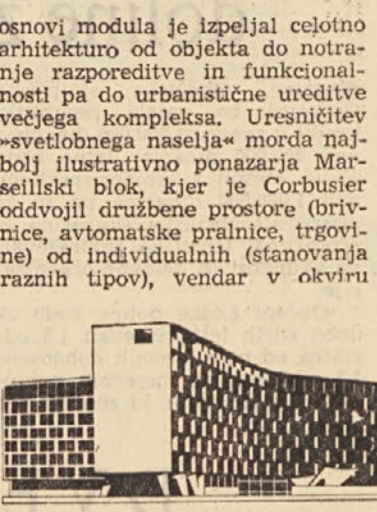 osnovi modula je izpeljal celotno
arhitekturo od objekta do notra-
nje razporeditve in funkcional-
nosti pa do urbanistične ureditve
večjega kompleksa. Uresničitev
»svetlobnega naselja« morda naj-
bolj ilustrativno ponazarja Mar-
seillski blok, kjer je Corbusier
oddvojil družbene prostore (briv-
nice, avtomatske pralnice, trgovi-
ne) od individualnih (stanovanja
raznih tipov), vendar v okviru